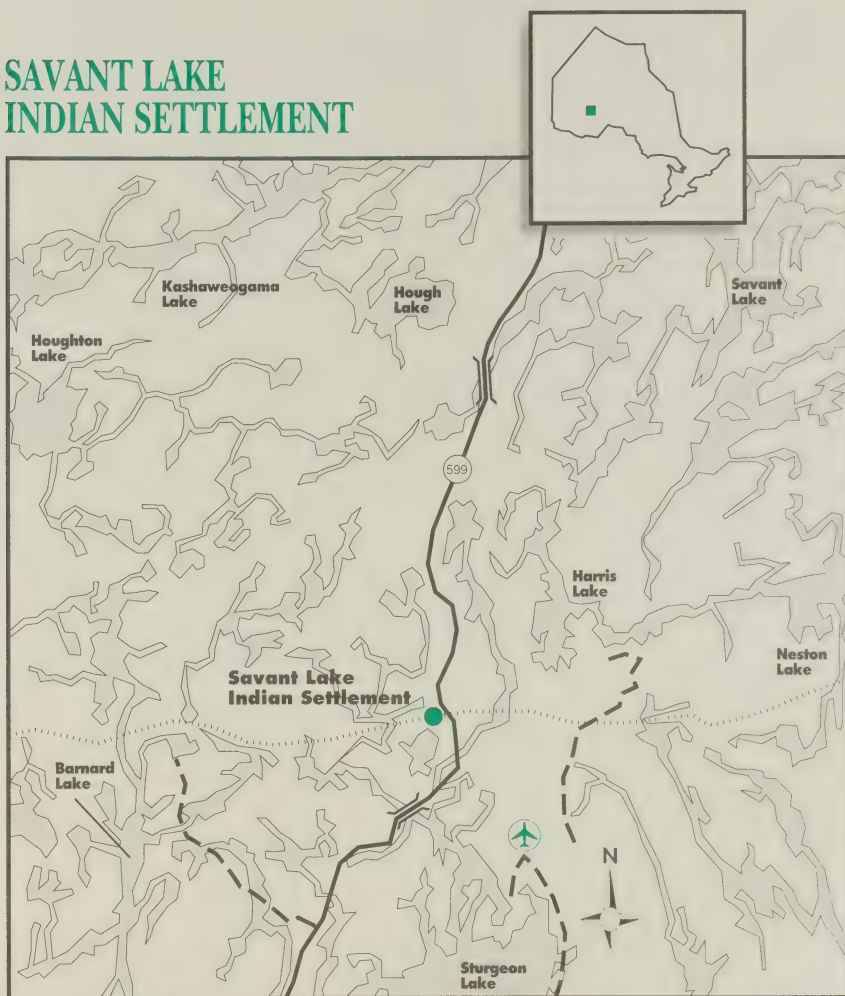 SAVANT LAKE
INDIAN SETTLEMENT
Kashaweogama
Lake
Hough
Lake
Savant
Lake
Houghton
Lake
599
Harris
Lake
Neston
Lake
Savant Lake
Indian Settlement
Barnard
Lake
N
Sturgeon
Lake